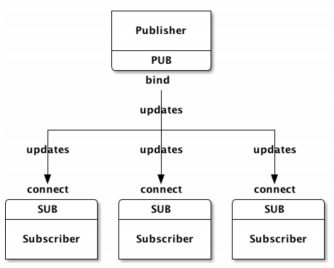 Publisher
PUB
bind
updates
updates updates updates
connect connect connect
SUB SUB SUB
Subscriber Subscriber Subscriber